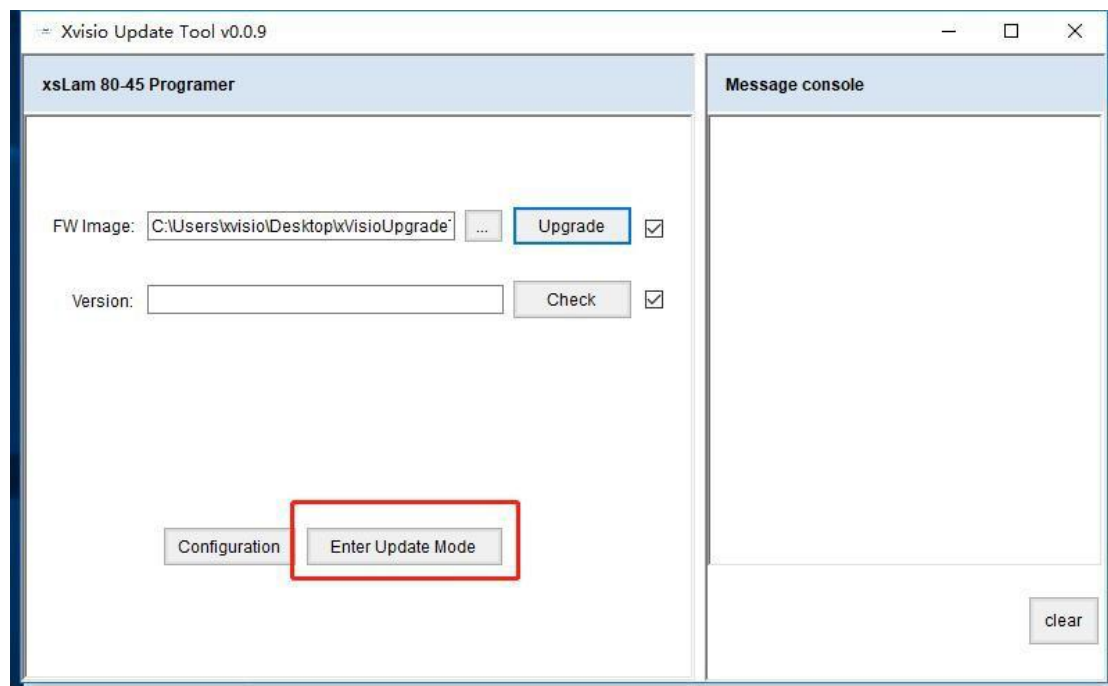 Xvisio Update Tool v0.0.9
xsLam 80-45 Programer
Message console
FW Image: C:\Users\xvisio\Desktop\xVisioUpgradeT ... Upgrade
Version: Check
Configuration Enter Update Mode
clear